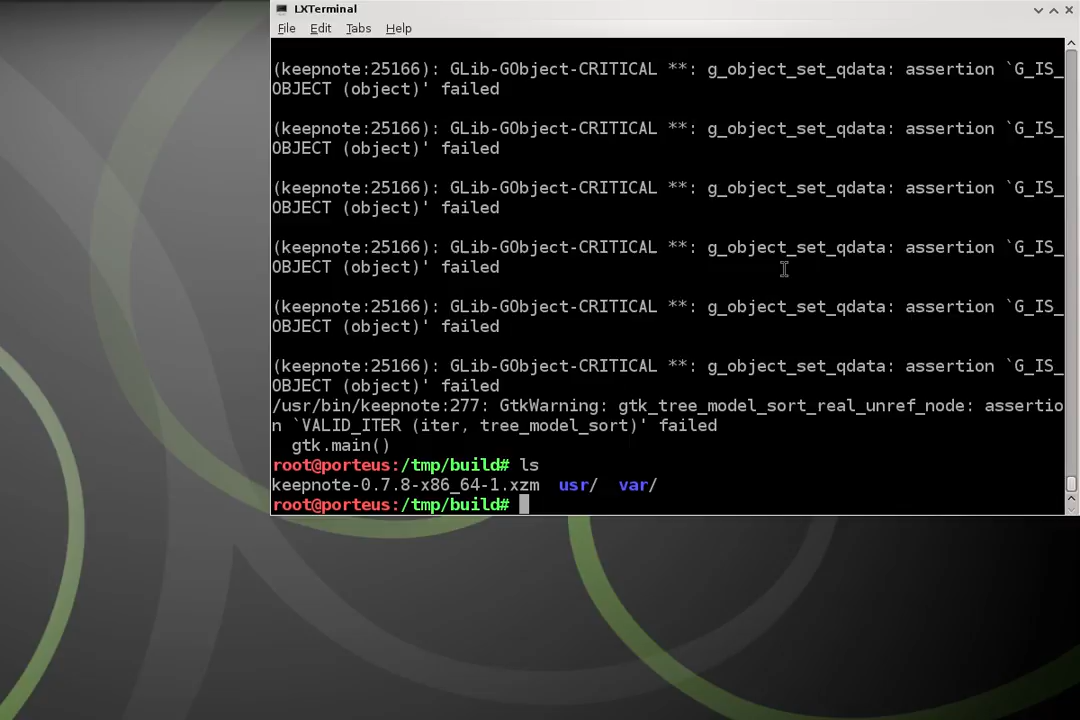 LXTerminal
File Edit Tabs Help
(keepnote:25166): GLib-GObject-CRITICAL **: g_object_set_qdata: assertion `G_IS_
OBJECT (object)' failed
(keepnote:25166): GLib-GObject-CRITICAL **: g_object_set_qdata: assertion `G_IS_
OBJECT (object)' failed
(keepnote:25166): GLib-GObject-CRITICAL **: g_object_set_qdata: assertion `G_IS_
OBJECT (object)' failed
(keepnote:25166): GLib-GObject-CRITICAL **: g_object_set_qdata: assertion `G_IS_
OBJECT (object)' failed
(keepnote:25166): GLib-GObject-CRITICAL **: g_object_set_qdata: assertion `G_IS_
OBJECT (object)' failed
(keepnote:25166): GLib-GObject-CRITICAL **: g_object_set_qdata: assertion `G_IS_
OBJECT (object)' failed
/usr/bin/keepnote:277: GtkWarning: gtk_tree_model_sort_real_unref_node: assertio
n `VALID_ITER (iter, tree_model_sort)' failed
  gtk.main()
root@porteus:/tmp/build# ls
keepnote-0.7.8-x86_64-1.xzm  usr/  var/
root@porteus:/tmp/build#